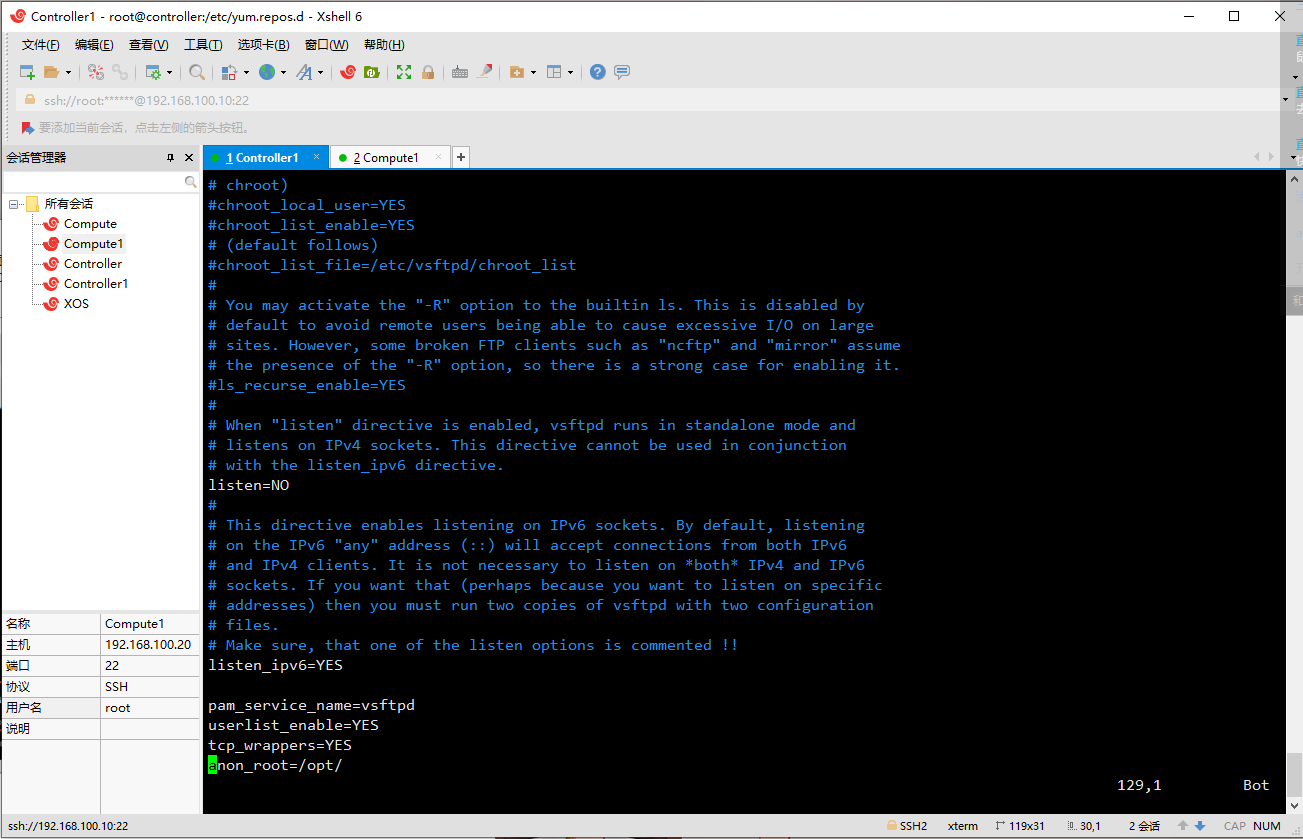 Controller1 - root@controller:/etc/yum.repos.d - Xshell 6
文件(F) 编辑(E) 查看(V) 工具(T) 选项卡(B) 窗口(W) 帮助(H)
ssh://root:******@192.168.100.10:22
要添加当前会话，点击左侧的箭头按钮。
会话管理器
1 Controller1
2 Compute1
所有会话
Compute
Compute1
Controller
Controller1
XOS
名称 Compute1
主机 192.168.100.20
端口 22
协议 SSH
用户名 root
说明
# chroot)
#chroot_local_user=YES
#chroot_list_enable=YES
# (default follows)
#chroot_list_file=/etc/vsftpd/chroot_list
#
# You may activate the "-R" option to the builtin ls. This is disabled by
# default to avoid remote users being able to cause excessive I/O on large
# sites. However, some broken FTP clients such as "ncftp" and "mirror" assume
# the presence of the "-R" option, so there is a strong case for enabling it.
#ls_recurse_enable=YES
#
# When "listen" directive is enabled, vsftpd runs in standalone mode and
# listens on IPv4 sockets. This directive cannot be used in conjunction
# with the listen_ipv6 directive.
listen=NO
#
# This directive enables listening on IPv6 sockets. By default, listening
# on the IPv6 "any" address (::) will accept connections from both IPv6
# and IPv4 clients. It is not necessary to listen on *both* IPv4 and IPv6
# sockets. If you want that (perhaps because you want to listen on specific
# addresses) then you must run two copies of vsftpd with two configuration
# files.
# Make sure, that one of the listen options is commented !!
listen_ipv6=YES
pam_service_name=vsftpd
userlist_enable=YES
tcp_wrappers=YES
anon_root=/opt/
129,1 Bot
ssh://192.168.100.10:22
SSH2 xterm 119x31 30,1 2 会话 CAP NUM